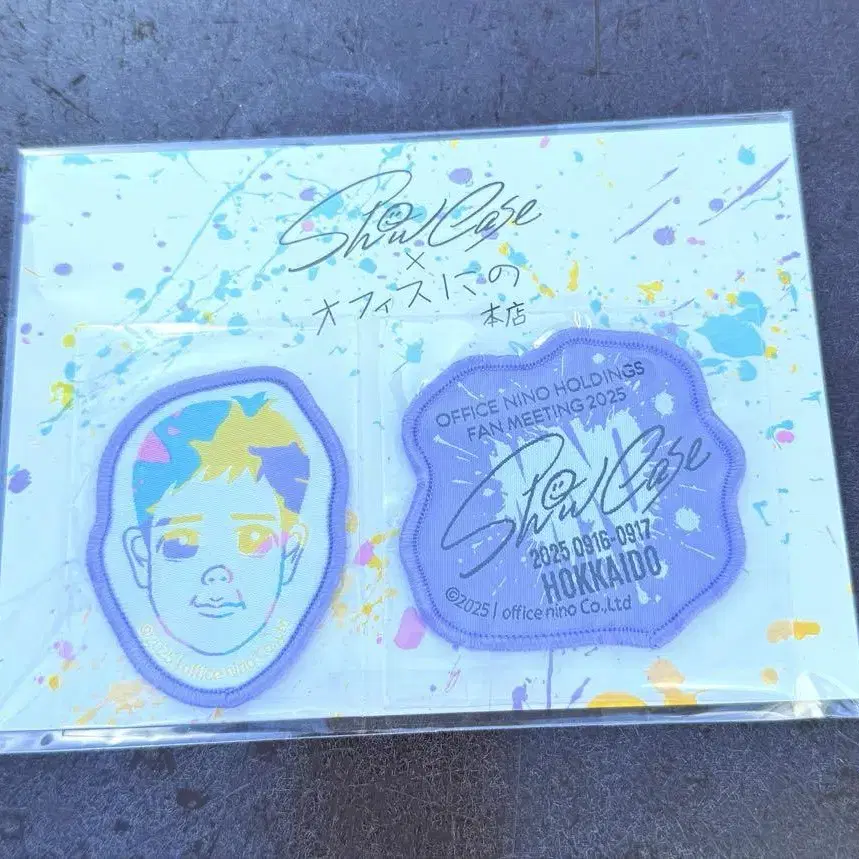 ShowCase
×
オフィスにの
本店
©2025 | office nino Co.,Ltd
OFFICE NINO HOLDINGS
FAN MEETING 2025
ShowCase
2025 0916-0917
HOKKAIDO
©2025 | office nino Co.,Ltd